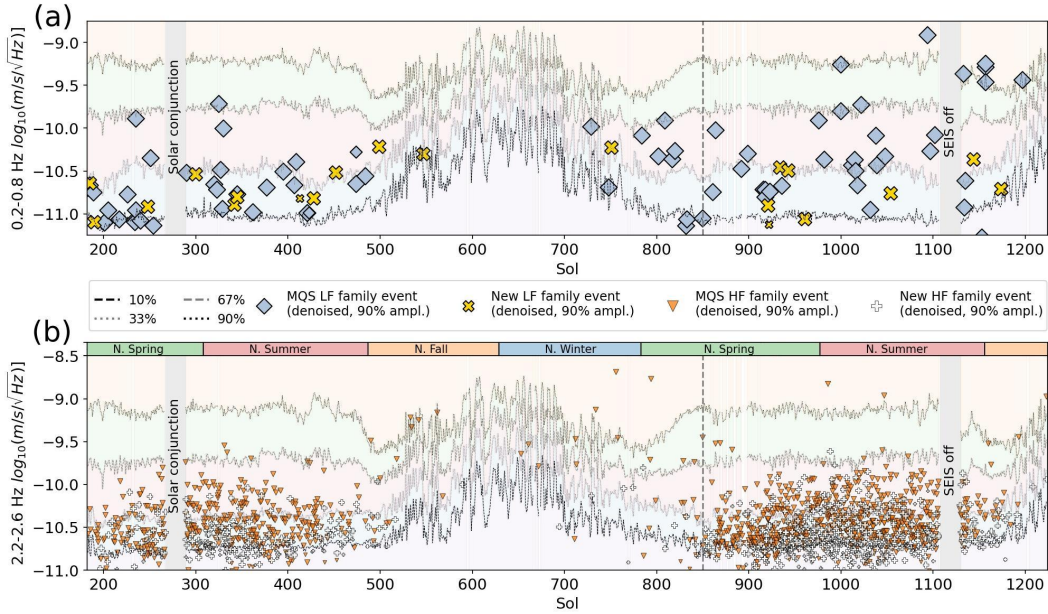 (a)
0.2-0.8 Hz log10(m/s/√Hz)]
−9.0
−9.5
−10.0
−10.5
−11.0
Solar conjunction
SEIS off
200 300 400 500 600 700 800 900 1000 1100 1200
Sol
10%
33%
67%
90%
MQS LF family event
(denoised, 90% ampl.)
New LF family event
(denoised, 90% ampl.)
MQS HF family event
(denoised, 90% ampl.)
New HF family event
(denoised, 90% ampl.)
(b)
2.2-2.6 Hz log10(m/s/√Hz)]
−8.5
−9.0
−9.5
−10.0
−10.5
−11.0
N. Spring N. Summer N. Fall N. Winter N. Spring N. Summer
Solar conjunction
SEIS off
200 300 400 500 600 700 800 900 1000 1100 1200
Sol